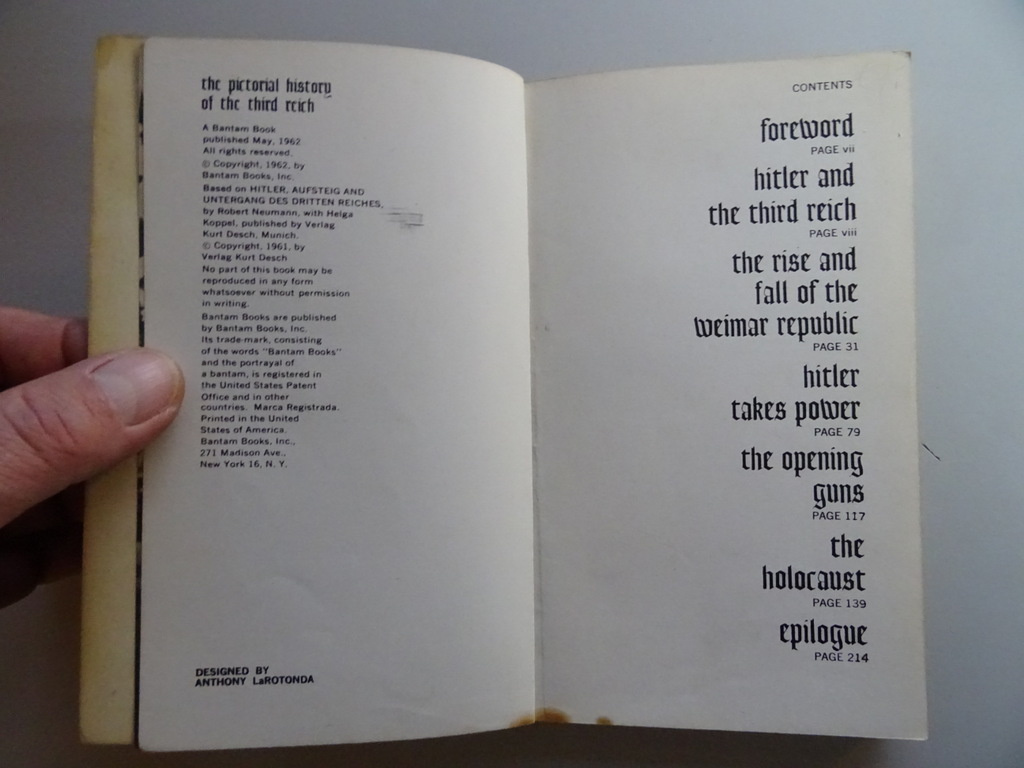 the pictorial history
of the third reich
A Bantam Book
published May, 1962
All rights reserved.
© Copyright, 1962, by
Bantam Books, Inc.
Based on HITLER, AUFSTEIG AND
UNTERGANG DES DRITTEN REICHES,
by Robert Neumann, with Helga
Koppel, published by Verlag
Kurt Desch, Munich.
© Copyright, 1961, by
Verlag Kurt Desch
No part of this book may be
reproduced in any form
whatsoever without permission
in writing.
Bantam Books are published
by Bantam Books, Inc.
Its trade-mark, consisting
of the words "Bantam Books"
and the portrayal of
a bantam, is registered in
the United States Patent
Office and in other
countries. Marca Registrada.
Printed in the United
States of America.
Bantam Books, Inc.,
271 Madison Ave.,
New York 16, N. Y.
DESIGNED BY
ANTHONY LaROTONDA
CONTENTS
foreword
PAGE vii
hitler and
the third reich
PAGE viii
the rise and
fall of the
weimar republic
PAGE 31
hitler
takes power
PAGE 79
the opening
guns
PAGE 117
the
holocaust
PAGE 139
epilogue
PAGE 214